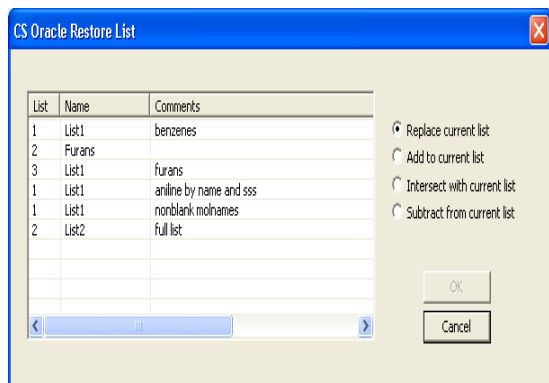 CS Oracle Restore List
List Name Comments
1 List1 benzenes
2 Furans
3 List1 furans
1 List1 aniline by name and sss
1 List1 nonblank molnames
2 List2 full list
Replace current list
Add to current list
Intersect with current list
Subtract from current list
OK
Cancel